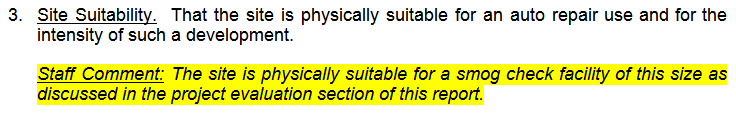 3. Site Suitability. That the site is physically suitable for an auto repair use and for the
intensity of such a development.
Staff Comment: The site is physically suitable for a smog check facility of this size as
discussed in the project evaluation section of this report.